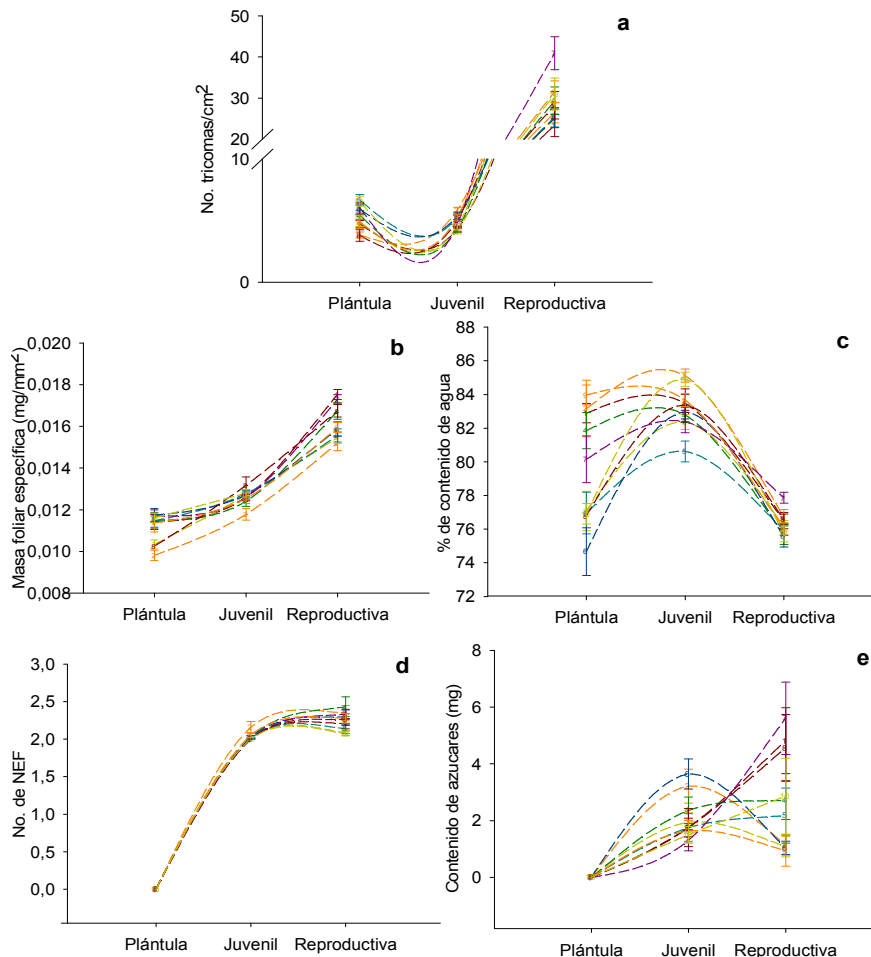 a
No. tricomas/cm2
50
40
30
20
10
0
Plántula Juvenil Reproductiva
b
Masa foliar específica (mg/mm2)
0,020
0,018
0,016
0,014
0,012
0,010
0,008
Plántula Juvenil Reproductiva
c
% de contenido de agua
88
86
84
82
80
78
76
74
72
Plántula Juvenil Reproductiva
d
No. de NEF
3,0
2,5
2,0
1,5
1,0
0,5
0,0
Plántula Juvenil Reproductiva
e
Contenido de azucares (mg)
8
6
4
2
0
Plántula Juvenil Reproductiva